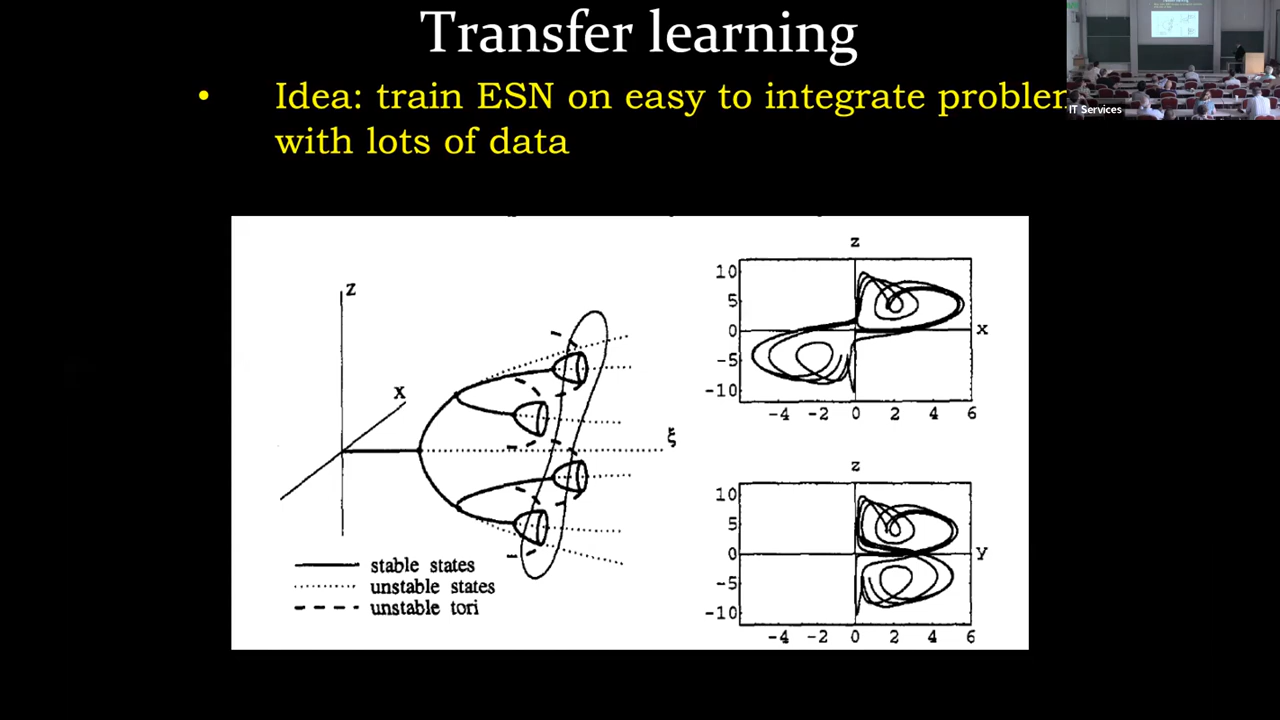 Transfer learning
• Idea: train ESN on easy to integrate problem
with lots of data
IT Services
z
x
ξ
stable states
unstable states
unstable tori
z
10
5
0
-5
-10
x
-4 -2 0 2 4 6
z
10
5
0
-5
-10
y
-4 -2 0 2 4 6